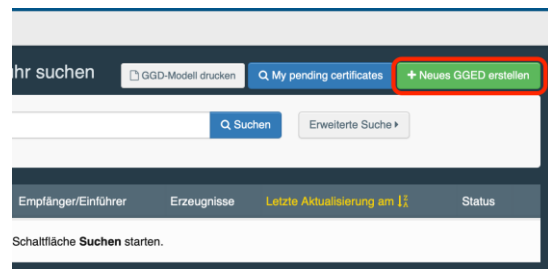 hr suchen
GGD-Modell drucken
My pending certificates
+ Neues GGED erstellen
Suchen
Erweiterte Suche
Empfänger/Einführer Erzeugnisse Letzte Aktualisierung am Status
Schaltfläche Suchen starten.